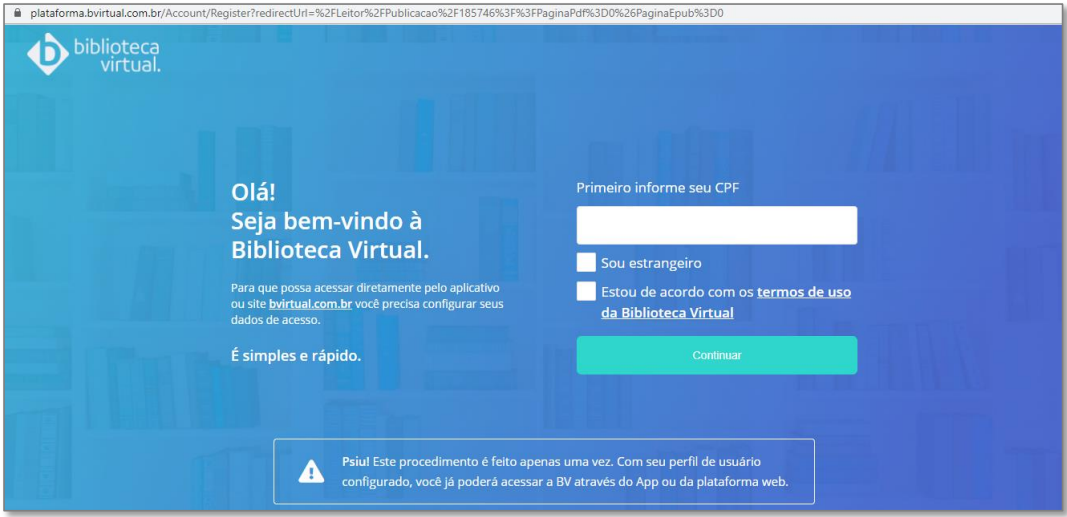 plataforma.bvirtual.com.br/Account/Register?redirectUrl=%2FLeitor%2FPublicacao%2F185746%3F%3FPaginaPdf%3D0%26PaginaEpub%3D0
biblioteca
virtual.
Olá!
Seja bem-vindo à
Biblioteca Virtual.
Para que possa acessar diretamente pelo aplicativo
ou site bvirtual.com.br você precisa configurar seus
dados de acesso.
É simples e rápido.
Primeiro informe seu CPF
Sou estrangeiro
Estou de acordo com os termos de uso
da Biblioteca Virtual
Continuar
Psiu! Este procedimento é feito apenas uma vez. Com seu perfil de usuário
configurado, você já poderá acessar a BV através do App ou da plataforma web.